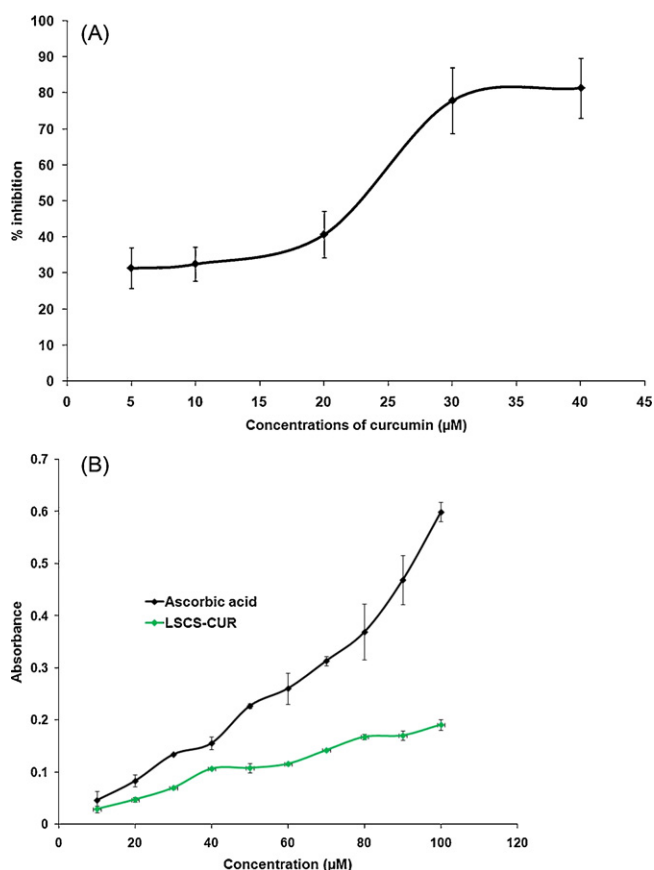 (A)
100
90
80
70
60
50
40
30
20
10
0
% inhibition
0 5 10 15 20 25 30 35 40 45
Concentrations of curcumin (µM)
(B)
0.7
0.6
0.5
0.4
0.3
0.2
0.1
0
Absorbance
Ascorbic acid
LSCS-CUR
0 20 40 60 80 100 120
Concentration (µM)